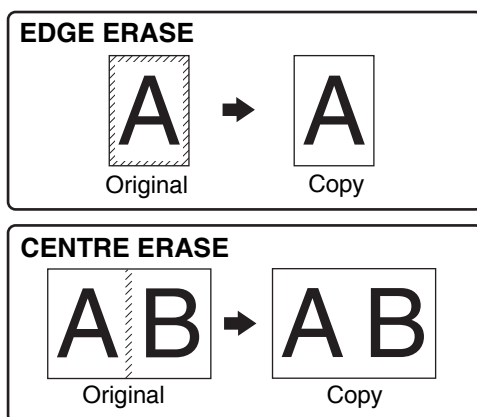 EDGE ERASE
A A
Original Copy
CENTRE ERASE
A B A B
Original Copy